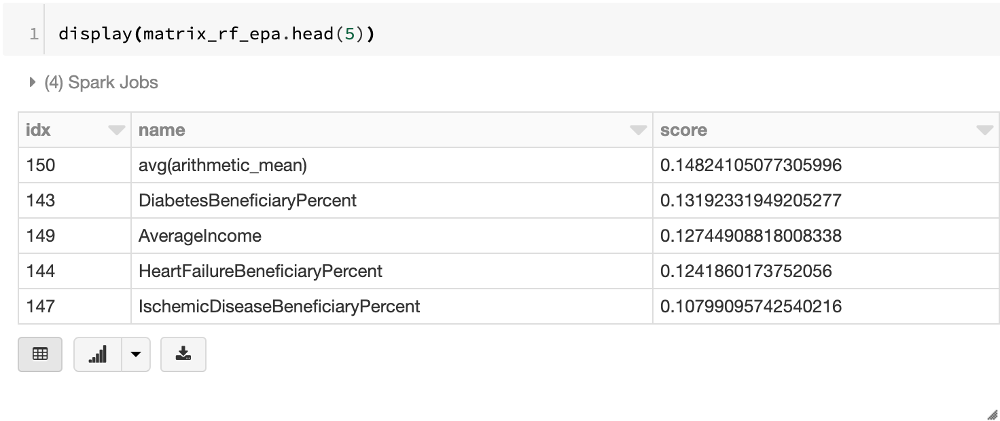 1 display(matrix_rf_epa.head(5))
(4) Spark Jobs
idx name score
150 avg(arithmetic_mean) 0.14824105077305996
143 DiabetesBeneficiaryPercent 0.13192331949205277
149 AverageIncome 0.12744908818008338
144 HeartFailureBeneficiaryPercent 0.1241860173752056
147 IschemicDiseaseBeneficiaryPercent 0.10799095742540216